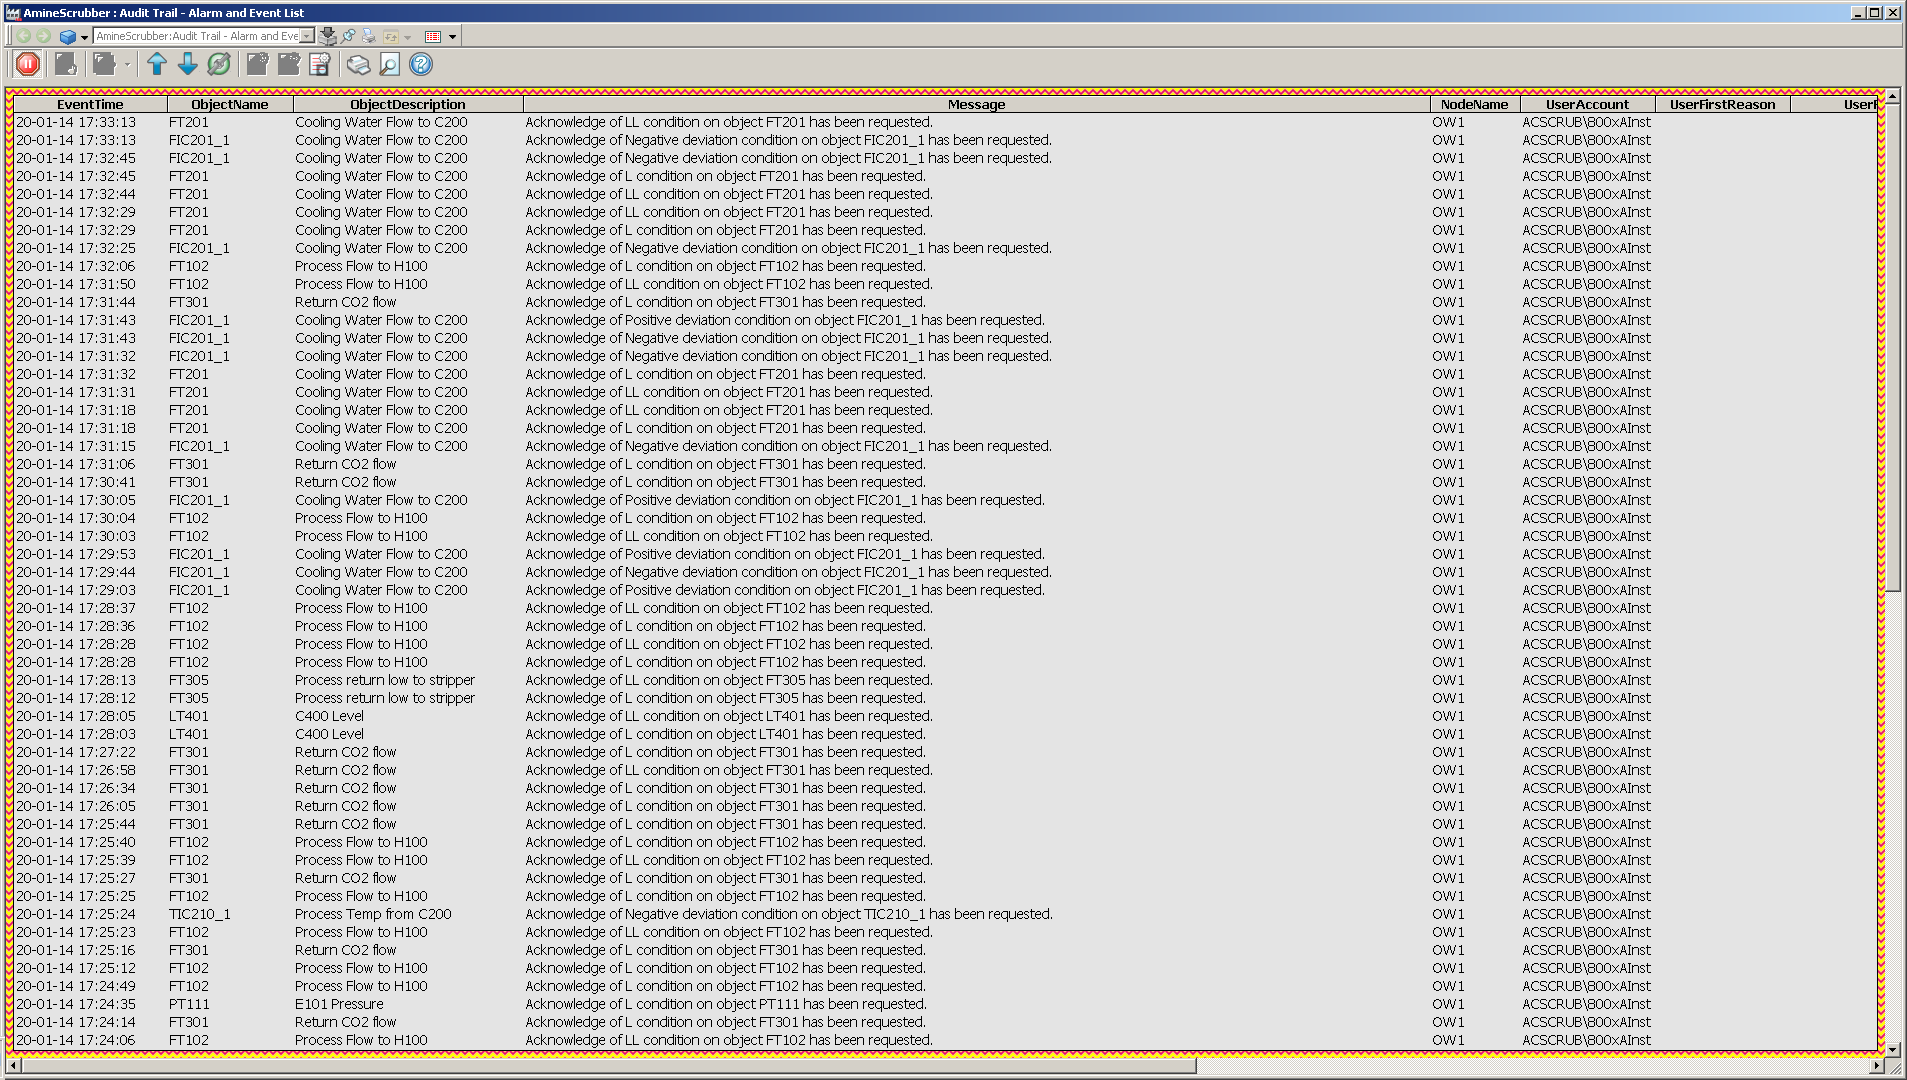 AmineScrubber : Audit Trail - Alarm and Event List
AmineScrubber:Audit Trail - Alarm and Eve
EventTime ObjectName ObjectDescription Message NodeName UserAccount UserFirstReason
20-01-14 17:33:13 FT201 Cooling Water Flow to C200 Acknowledge of LL condition on object FT201 has been requested. OW1 ACSCRUB\800xAInst
20-01-14 17:33:13 FIC201_1 Cooling Water Flow to C200 Acknowledge of Negative deviation condition on object FIC201_1 has been requested. OW1 ACSCRUB\800xAInst
20-01-14 17:32:45 FIC201_1 Cooling Water Flow to C200 Acknowledge of Negative deviation condition on object FIC201_1 has been requested. OW1 ACSCRUB\800xAInst
20-01-14 17:32:45 FT201 Cooling Water Flow to C200 Acknowledge of L condition on object FT201 has been requested. OW1 ACSCRUB\800xAInst
20-01-14 17:32:44 FT201 Cooling Water Flow to C200 Acknowledge of LL condition on object FT201 has been requested. OW1 ACSCRUB\800xAInst
20-01-14 17:32:29 FT201 Cooling Water Flow to C200 Acknowledge of LL condition on object FT201 has been requested. OW1 ACSCRUB\800xAInst
20-01-14 17:32:29 FT201 Cooling Water Flow to C200 Acknowledge of L condition on object FT201 has been requested. OW1 ACSCRUB\800xAInst
20-01-14 17:32:25 FIC201_1 Cooling Water Flow to C200 Acknowledge of Negative deviation condition on object FIC201_1 has been requested. OW1 ACSCRUB\800xAInst
20-01-14 17:32:06 FT102 Process Flow to H100 Acknowledge of L condition on object FT102 has been requested. OW1 ACSCRUB\800xAInst
20-01-14 17:31:50 FT102 Process Flow to H100 Acknowledge of LL condition on object FT102 has been requested. OW1 ACSCRUB\800xAInst
20-01-14 17:31:44 FT301 Return CO2 flow Acknowledge of L condition on object FT301 has been requested. OW1 ACSCRUB\800xAInst
20-01-14 17:31:43 FIC201_1 Cooling Water Flow to C200 Acknowledge of Positive deviation condition on object FIC201_1 has been requested. OW1 ACSCRUB\800xAInst
20-01-14 17:31:43 FIC201_1 Cooling Water Flow to C200 Acknowledge of Negative deviation condition on object FIC201_1 has been requested. OW1 ACSCRUB\800xAInst
20-01-14 17:31:32 FIC201_1 Cooling Water Flow to C200 Acknowledge of Negative deviation condition on object FIC201_1 has been requested. OW1 ACSCRUB\800xAInst
20-01-14 17:31:32 FT201 Cooling Water Flow to C200 Acknowledge of L condition on object FT201 has been requested. OW1 ACSCRUB\800xAInst
20-01-14 17:31:31 FT201 Cooling Water Flow to C200 Acknowledge of LL condition on object FT201 has been requested. OW1 ACSCRUB\800xAInst
20-01-14 17:31:18 FT201 Cooling Water Flow to C200 Acknowledge of LL condition on object FT201 has been requested. OW1 ACSCRUB\800xAInst
20-01-14 17:31:18 FT201 Cooling Water Flow to C200 Acknowledge of L condition on object FT201 has been requested. OW1 ACSCRUB\800xAInst
20-01-14 17:31:15 FIC201_1 Cooling Water Flow to C200 Acknowledge of Negative deviation condition on object FIC201_1 has been requested. OW1 ACSCRUB\800xAInst
20-01-14 17:31:06 FT301 Return CO2 flow Acknowledge of L condition on object FT301 has been requested. OW1 ACSCRUB\800xAInst
20-01-14 17:30:41 FT301 Return CO2 flow Acknowledge of L condition on object FT301 has been requested. OW1 ACSCRUB\800xAInst
20-01-14 17:30:05 FIC201_1 Cooling Water Flow to C200 Acknowledge of Positive deviation condition on object FIC201_1 has been requested. OW1 ACSCRUB\800xAInst
20-01-14 17:30:04 FT102 Process Flow to H100 Acknowledge of L condition on object FT102 has been requested. OW1 ACSCRUB\800xAInst
20-01-14 17:30:03 FT102 Process Flow to H100 Acknowledge of LL condition on object FT102 has been requested. OW1 ACSCRUB\800xAInst
20-01-14 17:29:53 FIC201_1 Cooling Water Flow to C200 Acknowledge of Positive deviation condition on object FIC201_1 has been requested. OW1 ACSCRUB\800xAInst
20-01-14 17:29:44 FIC201_1 Cooling Water Flow to C200 Acknowledge of Negative deviation condition on object FIC201_1 has been requested. OW1 ACSCRUB\800xAInst
20-01-14 17:29:03 FIC201_1 Cooling Water Flow to C200 Acknowledge of Positive deviation condition on object FIC201_1 has been requested. OW1 ACSCRUB\800xAInst
20-01-14 17:28:37 FT102 Process Flow to H100 Acknowledge of LL condition on object FT102 has been requested. OW1 ACSCRUB\800xAInst
20-01-14 17:28:36 FT102 Process Flow to H100 Acknowledge of L condition on object FT102 has been requested. OW1 ACSCRUB\800xAInst
20-01-14 17:28:28 FT102 Process Flow to H100 Acknowledge of LL condition on object FT102 has been requested. OW1 ACSCRUB\800xAInst
20-01-14 17:28:28 FT102 Process Flow to H100 Acknowledge of L condition on object FT102 has been requested. OW1 ACSCRUB\800xAInst
20-01-14 17:28:13 FT305 Process return low to stripper Acknowledge of LL condition on object FT305 has been requested. OW1 ACSCRUB\800xAInst
20-01-14 17:28:12 FT305 Process return low to stripper Acknowledge of L condition on object FT305 has been requested. OW1 ACSCRUB\800xAInst
20-01-14 17:28:05 LT401 C400 Level Acknowledge of LL condition on object LT401 has been requested. OW1 ACSCRUB\800xAInst
20-01-14 17:28:03 LT401 C400 Level Acknowledge of L condition on object LT401 has been requested. OW1 ACSCRUB\800xAInst
20-01-14 17:27:22 FT301 Return CO2 flow Acknowledge of L condition on object FT301 has been requested. OW1 ACSCRUB\800xAInst
20-01-14 17:26:58 FT301 Return CO2 flow Acknowledge of LL condition on object FT301 has been requested. OW1 ACSCRUB\800xAInst
20-01-14 17:26:34 FT301 Return CO2 flow Acknowledge of L condition on object FT301 has been requested. OW1 ACSCRUB\800xAInst
20-01-14 17:26:05 FT301 Return CO2 flow Acknowledge of L condition on object FT301 has been requested. OW1 ACSCRUB\800xAInst
20-01-14 17:25:44 FT301 Return CO2 flow Acknowledge of L condition on object FT301 has been requested. OW1 ACSCRUB\800xAInst
20-01-14 17:25:40 FT102 Process Flow to H100 Acknowledge of L condition on object FT102 has been requested. OW1 ACSCRUB\800xAInst
20-01-14 17:25:39 FT102 Process Flow to H100 Acknowledge of LL condition on object FT102 has been requested. OW1 ACSCRUB\800xAInst
20-01-14 17:25:27 FT301 Return CO2 flow Acknowledge of L condition on object FT301 has been requested. OW1 ACSCRUB\800xAInst
20-01-14 17:25:25 FT102 Process Flow to H100 Acknowledge of L condition on object FT102 has been requested. OW1 ACSCRUB\800xAInst
20-01-14 17:25:24 TIC210_1 Process Temp from C200 Acknowledge of Negative deviation condition on object TIC210_1 has been requested. OW1 ACSCRUB\800xAInst
20-01-14 17:25:23 FT102 Process Flow to H100 Acknowledge of LL condition on object FT102 has been requested. OW1 ACSCRUB\800xAInst
20-01-14 17:25:16 FT301 Return CO2 flow Acknowledge of L condition on object FT301 has been requested. OW1 ACSCRUB\800xAInst
20-01-14 17:25:12 FT102 Process Flow to H100 Acknowledge of L condition on object FT102 has been requested. OW1 ACSCRUB\800xAInst
20-01-14 17:24:49 FT102 Process Flow to H100 Acknowledge of L condition on object FT102 has been requested. OW1 ACSCRUB\800xAInst
20-01-14 17:24:35 PT111 E101 Pressure Acknowledge of L condition on object PT111 has been requested. OW1 ACSCRUB\800xAInst
20-01-14 17:24:14 FT301 Return CO2 flow Acknowledge of L condition on object FT301 has been requested. OW1 ACSCRUB\800xAInst
20-01-14 17:24:06 FT102 Process Flow to H100 Acknowledge of LL condition on object FT102 has been requested. OW1 ACSCRUB\800xAInst